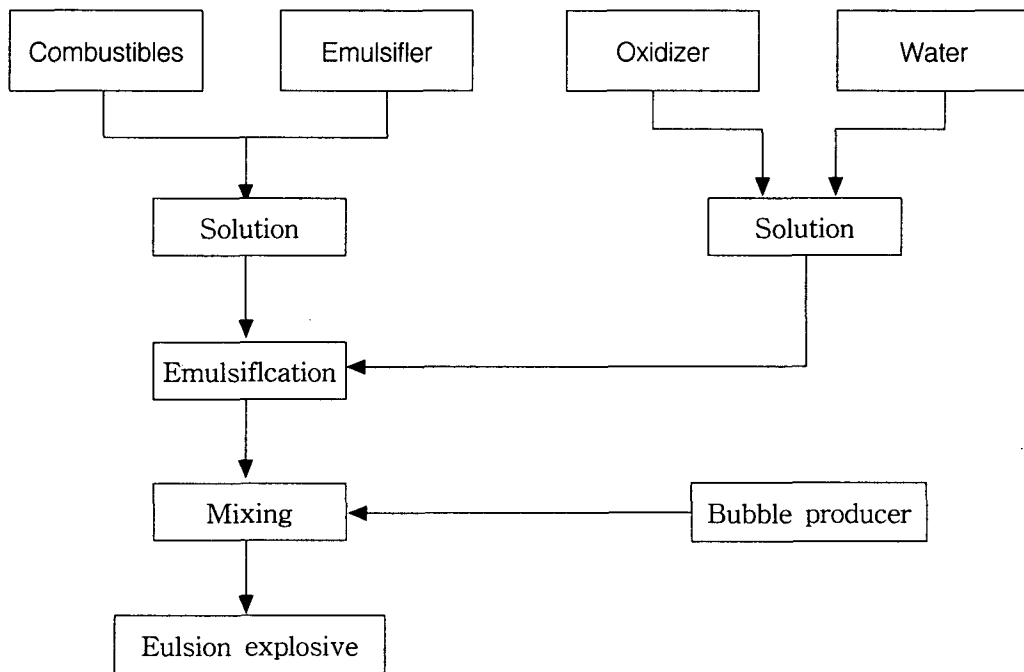 Combustibles
Emulsifler
Oxidizer
Water
Solution
Solution
Emulsiflcation
Mixing
Bubble producer
Eulsion explosive